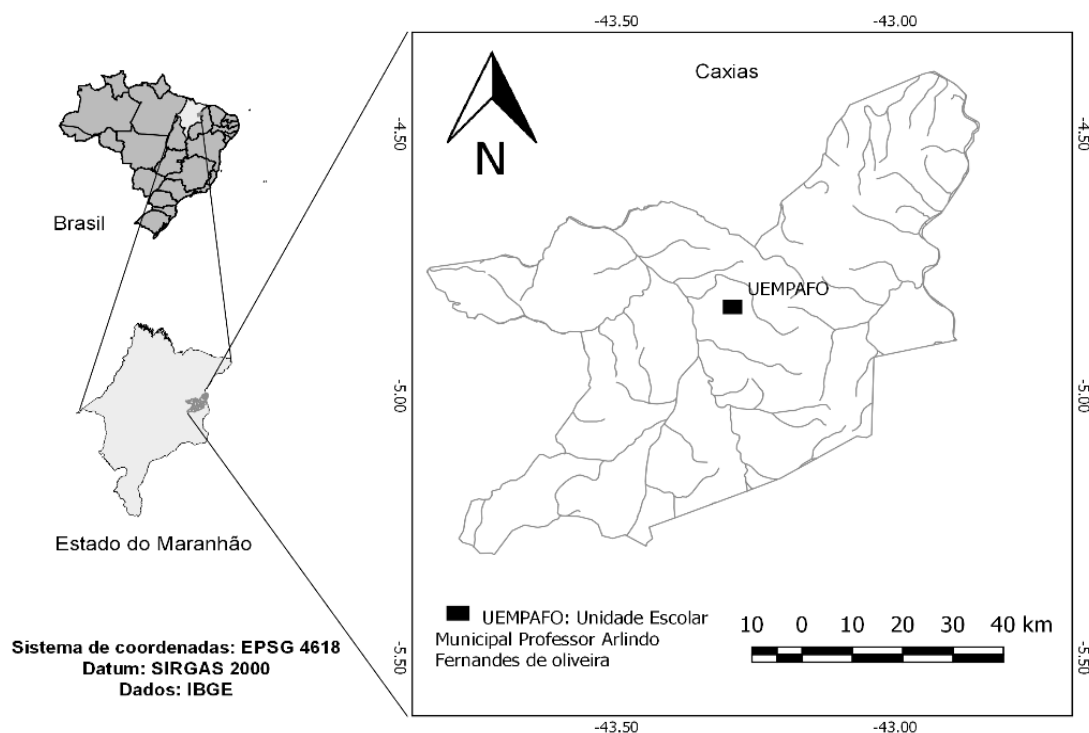 -43.50 -43.00
Caxias
N
-4.50 -4.50
Brasil
UEMPAFO
-5.00 -5.00
Estado do Maranhão
UEMPAFO: Unidade Escolar
Municipal Professor Arlindo
Fernandes de oliveira
10 0 10 20 30 40 km
-5.50 -5.50
Sistema de coordenadas: EPSG 4618
Datum: SIRGAS 2000
Dados: IBGE
-43.50 -43.00